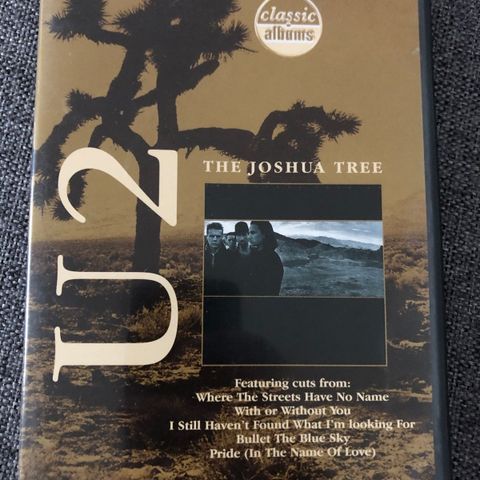 classic
albums
U2
THE JOSHUA TREE
Featuring cuts from:
Where The Streets Have No Name
With or Without You
I Still Haven't Found What I'm looking For
Bullet The Blue Sky
Pride (In The Name Of Love)